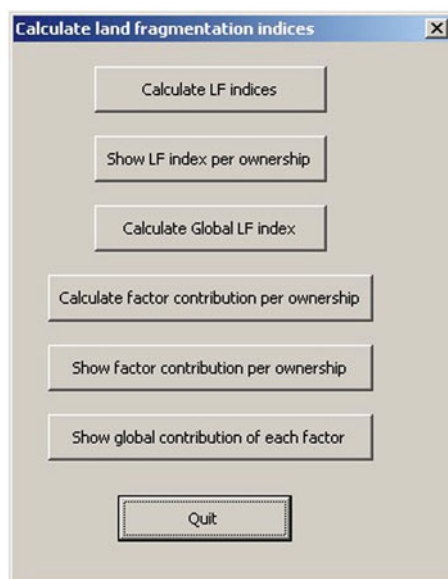 Calculate land fragmentation indices
Calculate LF indices
Show LF index per ownership
Calculate Global LF index
Calculate factor contribution per ownership
Show factor contribution per ownership
Show global contribution of each factor
Quit